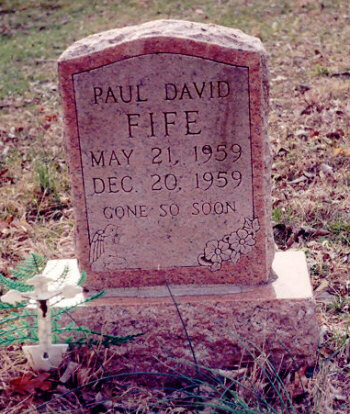 PAUL DAVID
FIFE
MAY 21, 1959
DEC. 20, 1959
GONE SO SOON